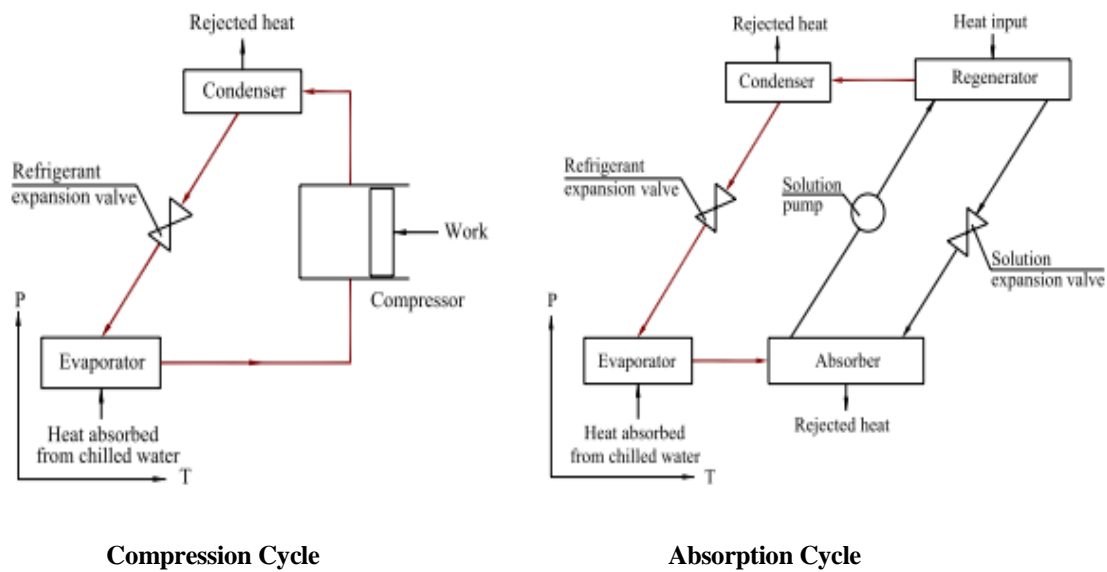 Rejected heat
Condenser
Refrigerant
expansion valve
Work
Compressor
P
Evaporator
Heat absorbed
from chilled water
T
Compression Cycle
Rejected heat
Heat input
Condenser
Regenerator
Refrigerant
expansion valve
Solution
pump
Solution
expansion valve
P
Evaporator
Absorber
Rejected heat
Heat absorbed
from chilled water
T
Absorption Cycle